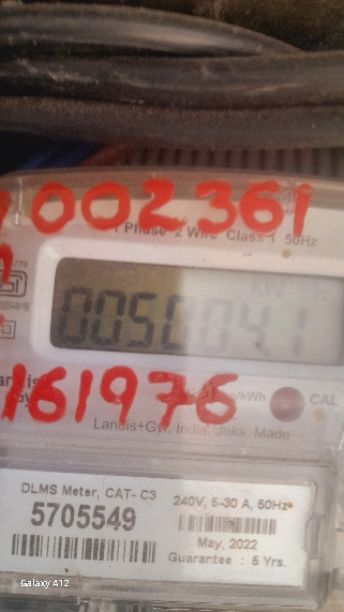 002361
1 Phase 2 Wire Class 1 50Hz
kW h
005004.1
161976
/kWh
CAL
Landis+Gyr, India, Joka, Made
DLMS Meter, CAT- C3
5705549
240V, 5-30 A, 50Hz
May, 2022
Guarantee : 5 Yrs.
Galaxy A12